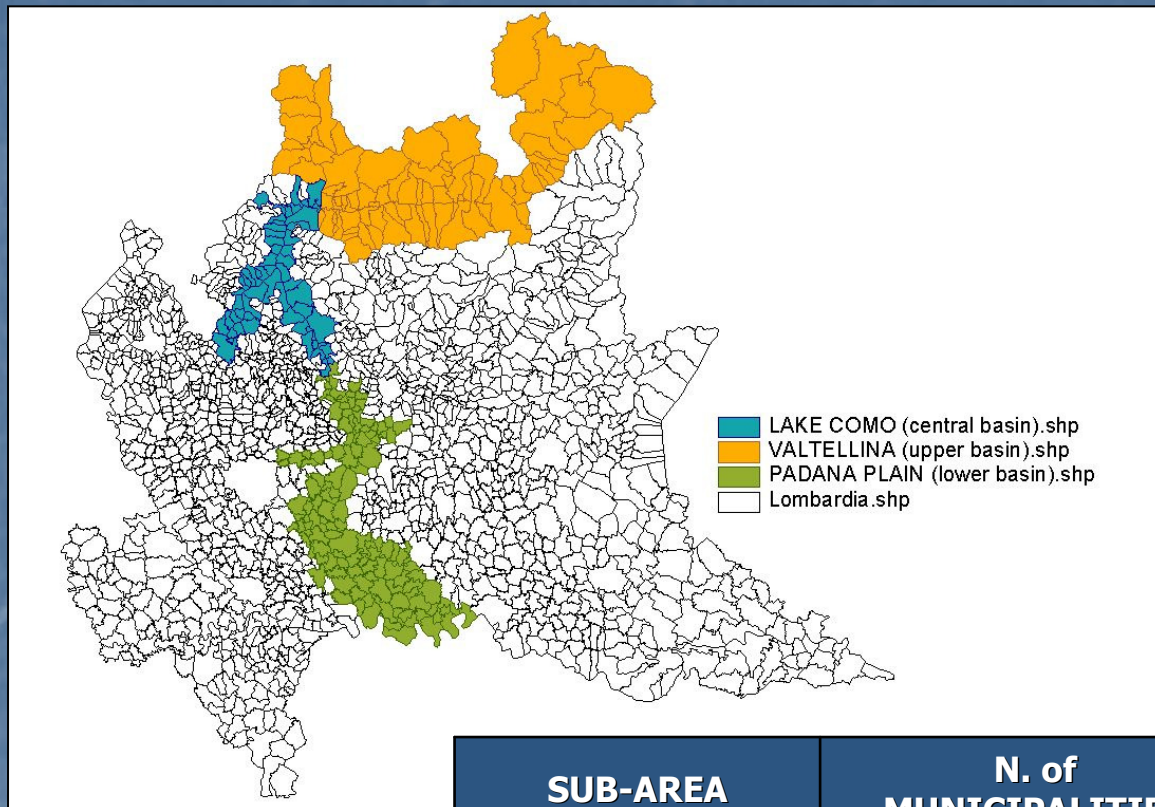 LAKE COMO (central basin).shp
VALTELLINA (upper basin).shp
PADANA PLAIN (lower basin).shp
Lombardia.shp
SUB-AREA
N. of